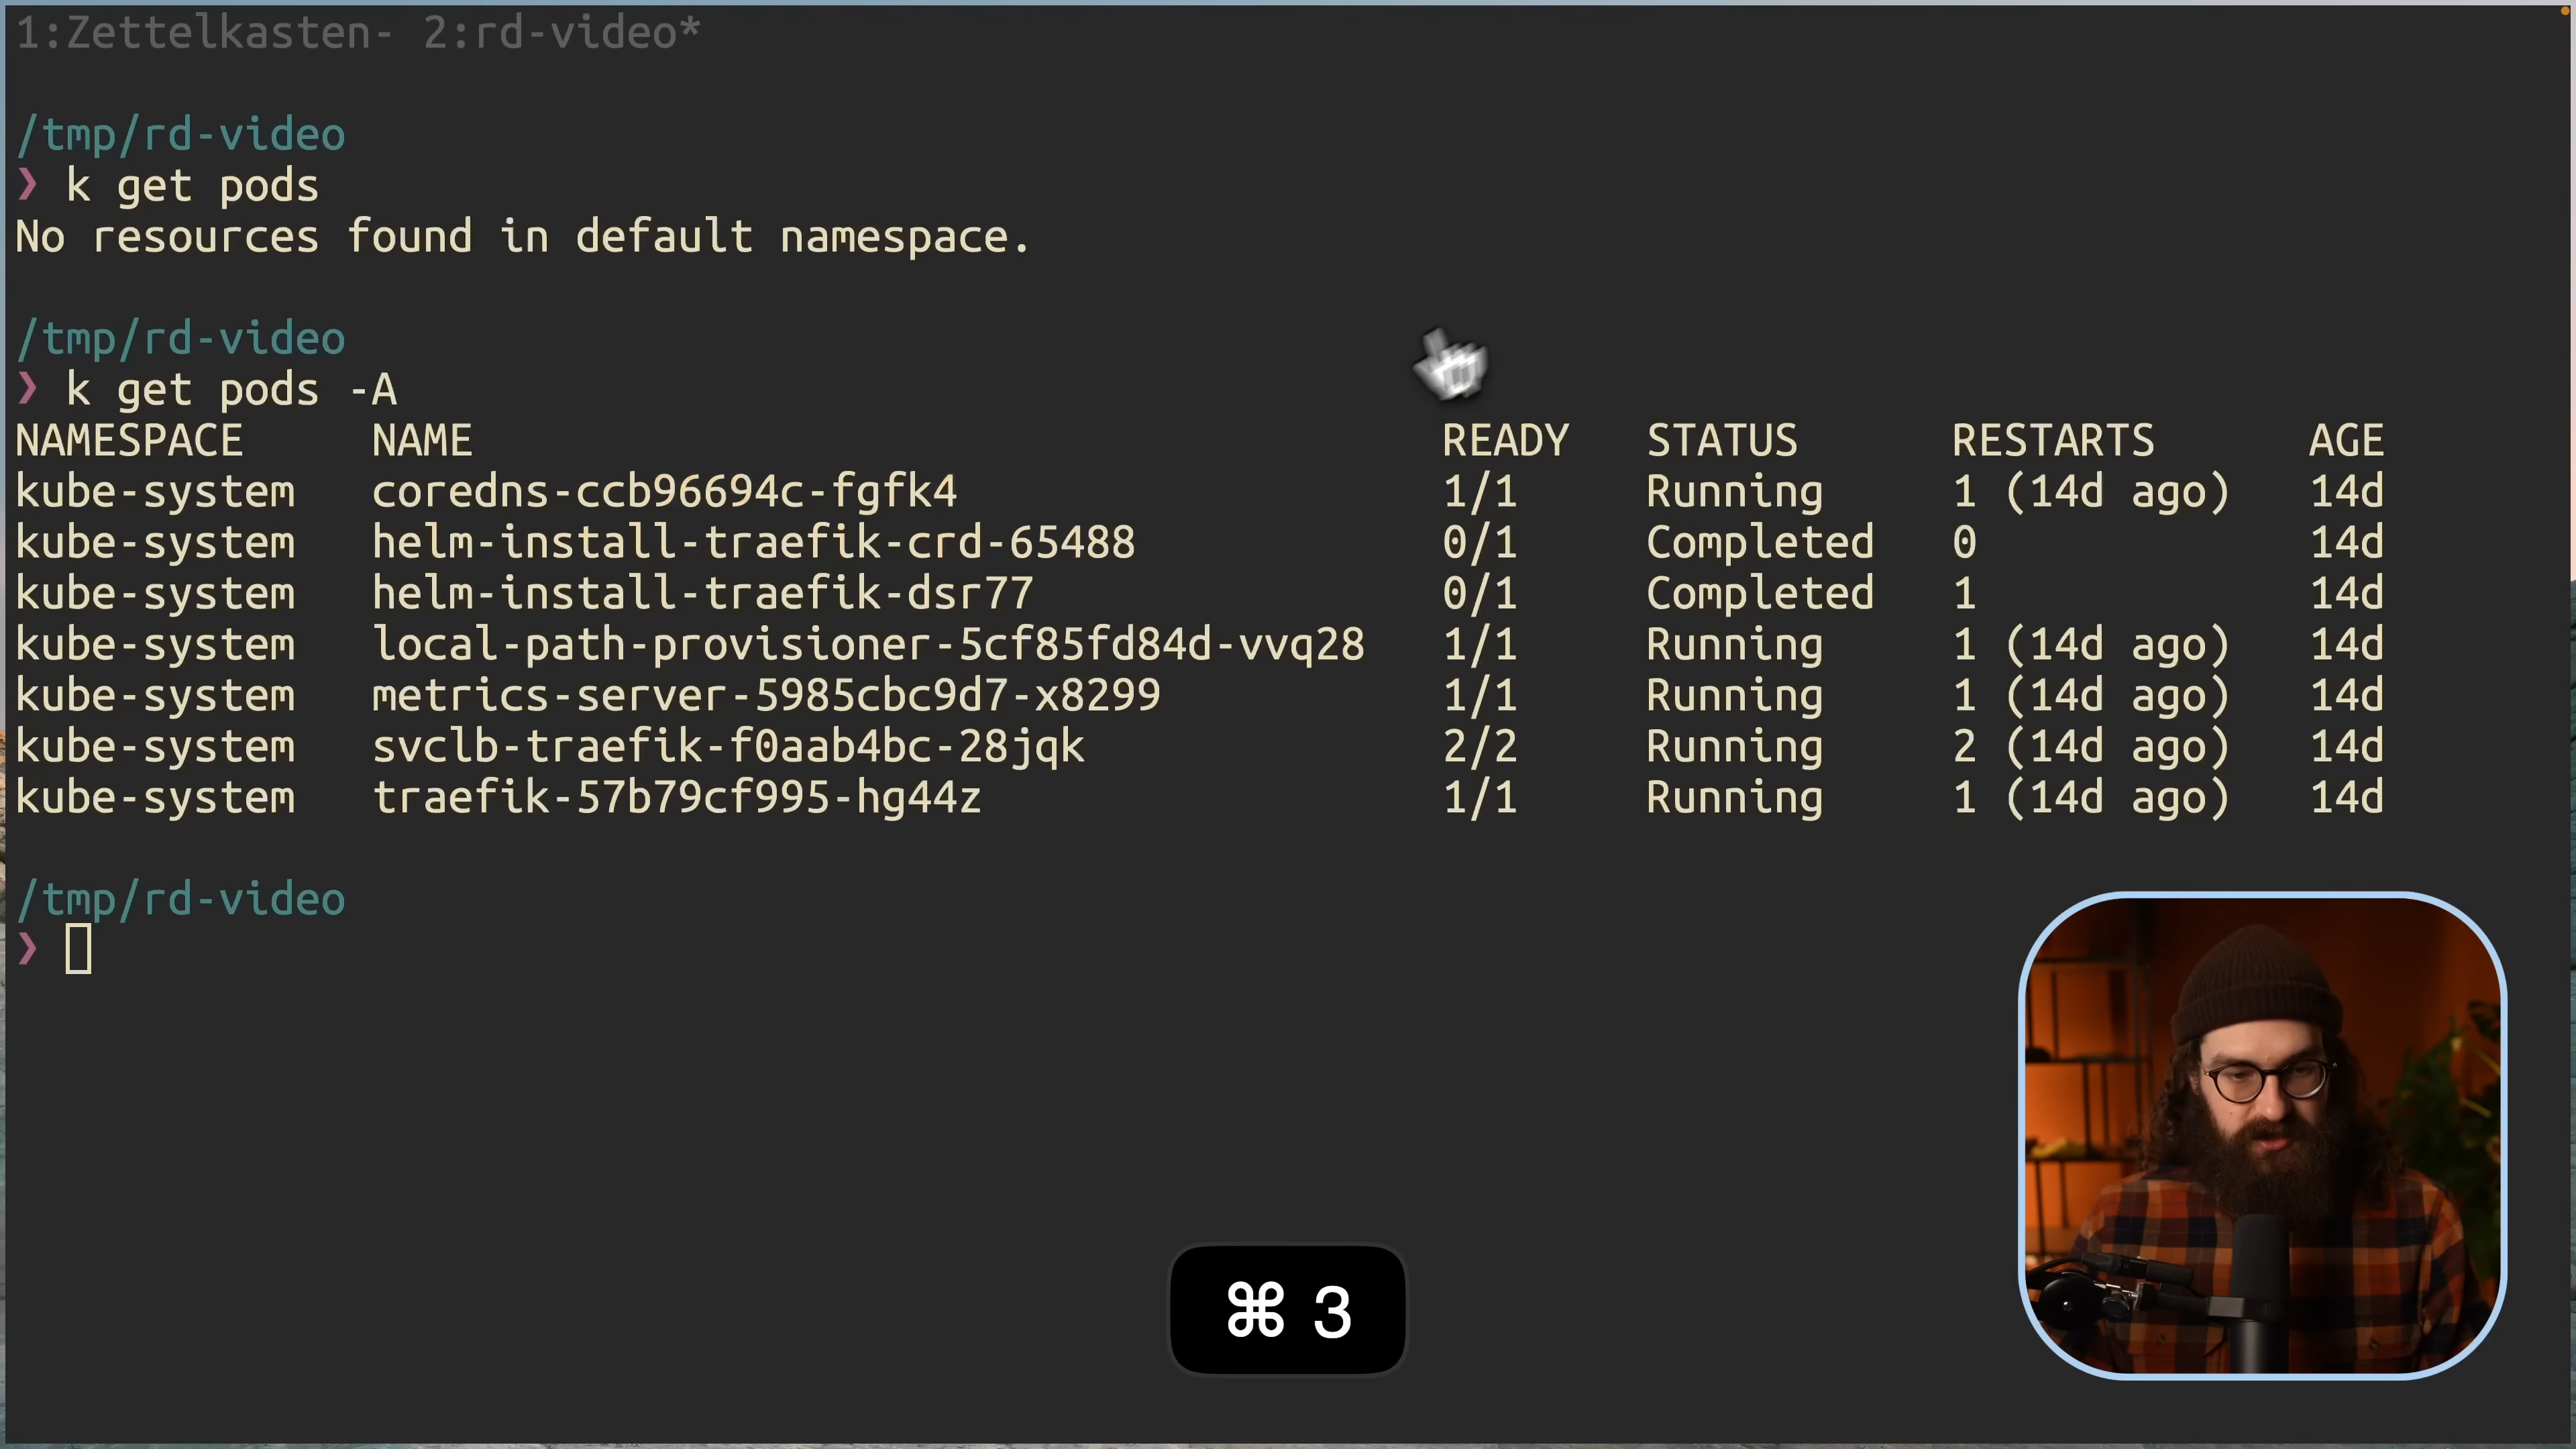 1:Zettelkasten- 2:rd-video*
/tmp/rd-video
❯ k get pods
No resources found in default namespace.
/tmp/rd-video
❯ k get pods -A
NAMESPACE NAME READY STATUS RESTARTS AGE
kube-system coredns-ccb96694c-fgfk4 1/1 Running 1 (14d ago) 14d
kube-system helm-install-traefik-crd-65488 0/1 Completed 0 14d
kube-system helm-install-traefik-dsr77 0/1 Completed 1 14d
kube-system local-path-provisioner-5cf85fd84d-vvq28 1/1 Running 1 (14d ago) 14d
kube-system metrics-server-5985cbc9d7-x8299 1/1 Running 1 (14d ago) 14d
kube-system svclb-traefik-f0aab4bc-28jqk 2/2 Running 2 (14d ago) 14d
kube-system traefik-57b79cf995-hg44z 1/1 Running 1 (14d ago) 14d
/tmp/rd-video
❯
⌘ 3